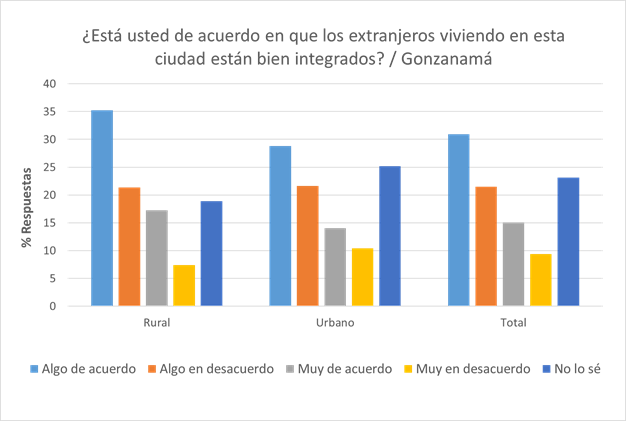 ¿Está usted de acuerdo en que los extranjeros viviendo en esta
ciudad están bien integrados? / Gonzanamá
40
35
30
25
20
15
10
5
0
% Respuestas
Rural Urbano Total
Algo de acuerdo Algo en desacuerdo Muy de acuerdo Muy en desacuerdo No lo sé